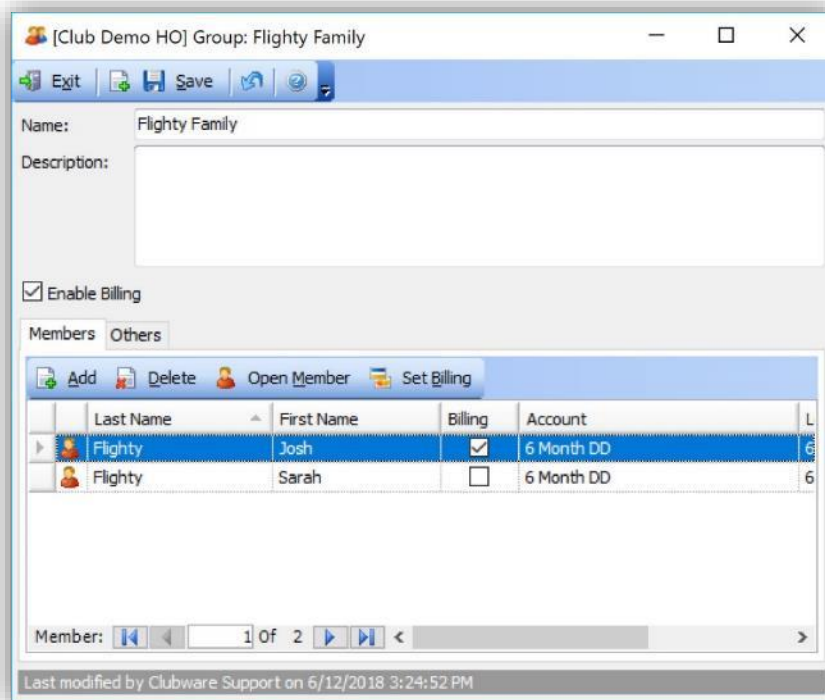 [Club Demo HO] Group: Flighty Family
Exit Save
Name: Flighty Family
Description:
Enable Billing
Members Others
Add Delete Open Member Set Billing
Last Name First Name Billing Account L
Flighty Josh 6 Month DD 6
Flighty Sarah 6 Month DD 6
Member: 1 Of 2
Last modified by Clubware Support on 6/12/2018 3:24:52 PM